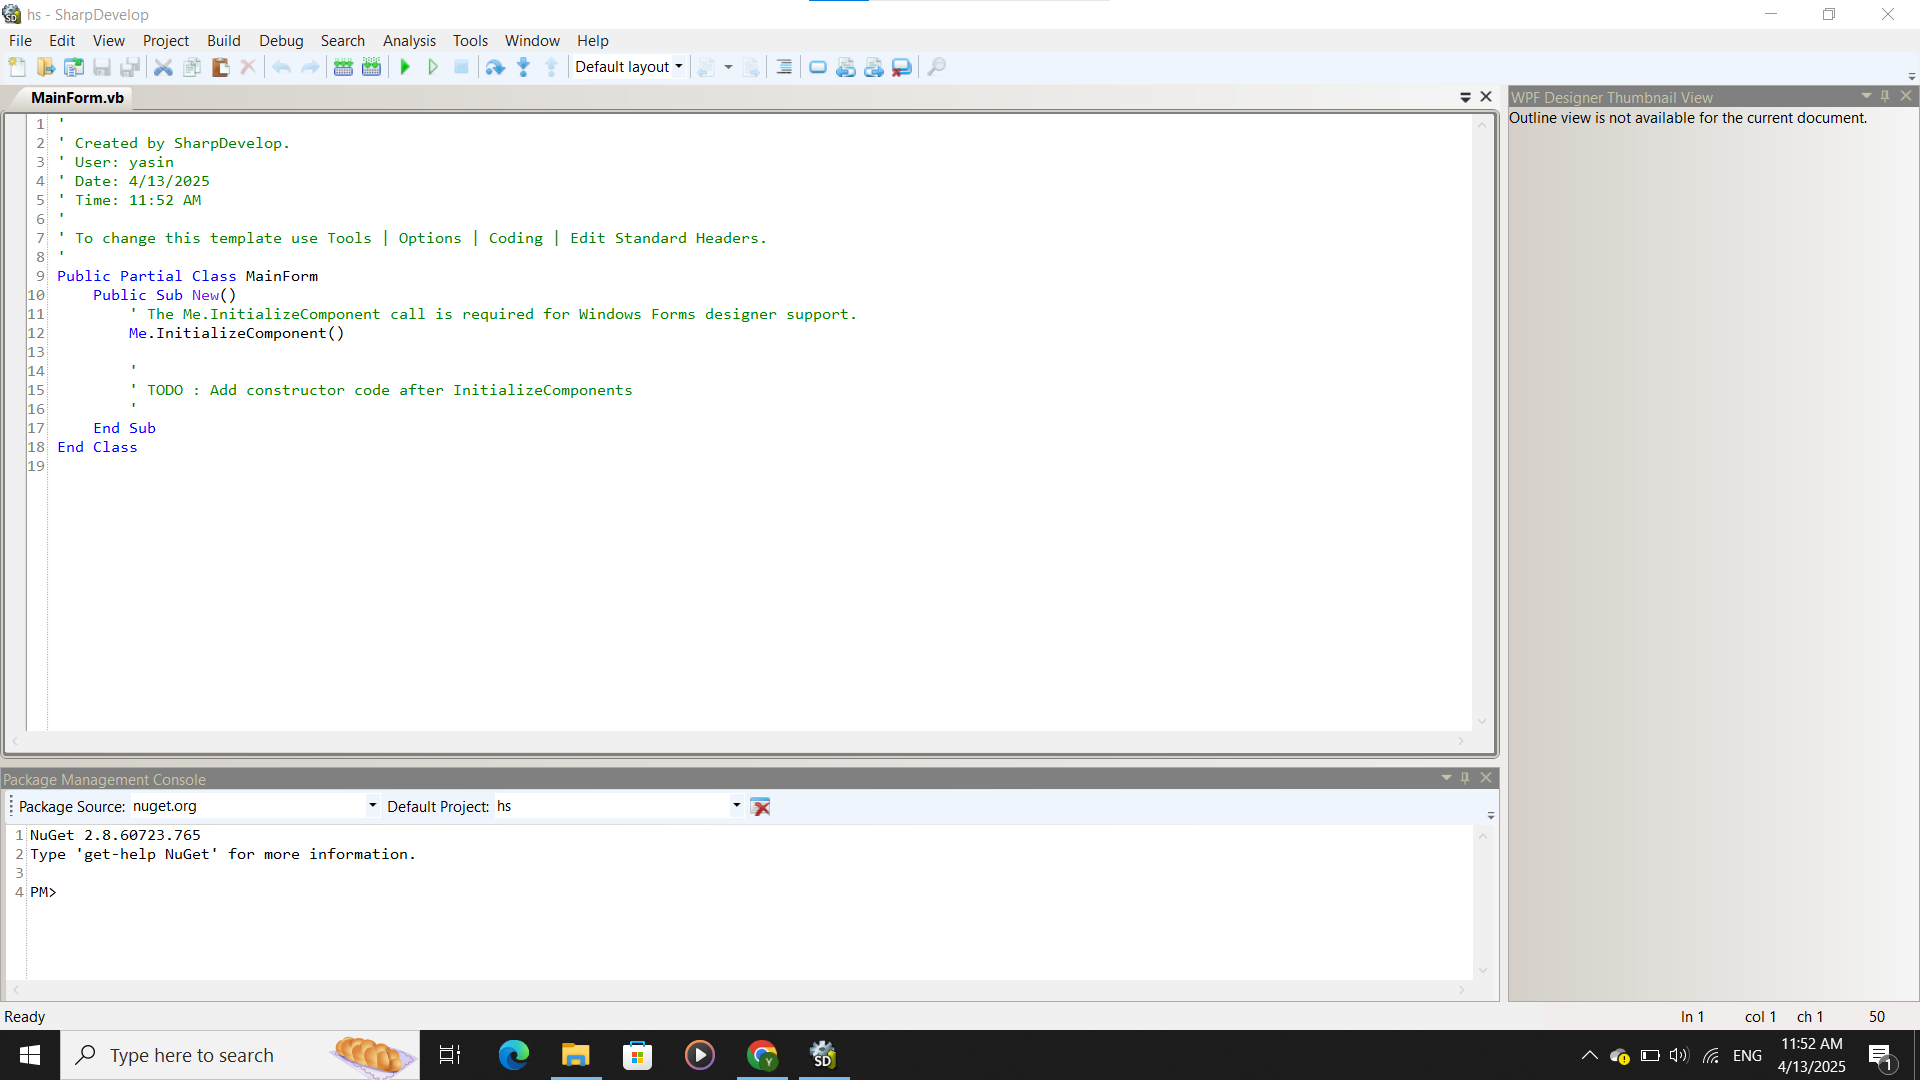 hs - SharpDevelop
File Edit View Project Build Debug Search Analysis Tools Window Help
Default layout
MainForm.vb
1 '
2 ' Created by SharpDevelop.
3 ' User: yasin
4 ' Date: 4/13/2025
5 ' Time: 11:52 AM
6 '
7 ' To change this template use Tools | Options | Coding | Edit Standard Headers.
8 '
9 Public Partial Class MainForm
10 Public Sub New()
11 ' The Me.InitializeComponent call is required for Windows Forms designer support.
12 Me.InitializeComponent()
13
14 '
15 ' TODO : Add constructor code after InitializeComponents
16 '
17 End Sub
18 End Class
19
WPF Designer Thumbnail View
Outline view is not available for the current document.
Package Management Console
Package Source: nuget.org Default Project: hs
1 NuGet 2.8.60723.765
2 Type 'get-help NuGet' for more information.
3
4 PM>
Ready ln 1 col 1 ch 1 50
Type here to search
SD
ENG
11:52 AM
4/13/2025
1